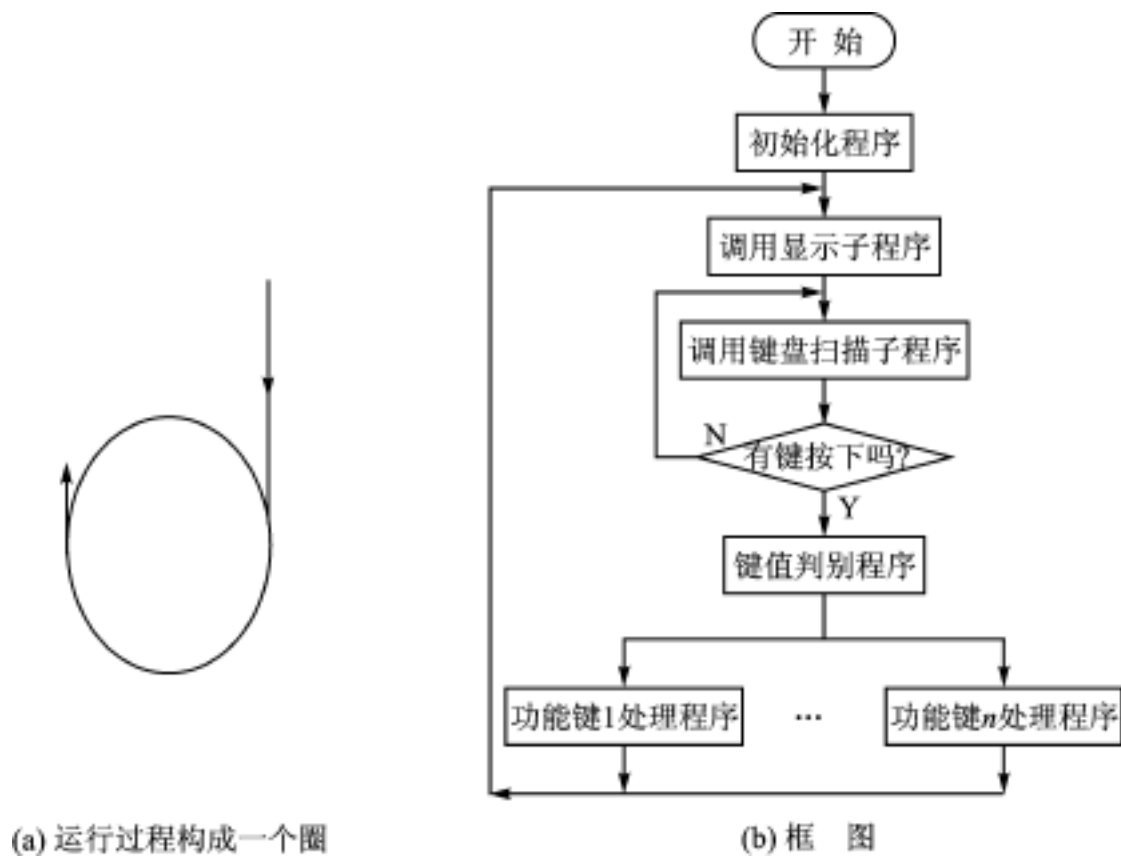 开 始
初始化程序
调用显示子程序
调用键盘扫描子程序
N
有键按下吗?
Y
键值判别程序
功能键1处理程序
…
功能键n处理程序
(a) 运行过程构成一个圈
(b) 框 图